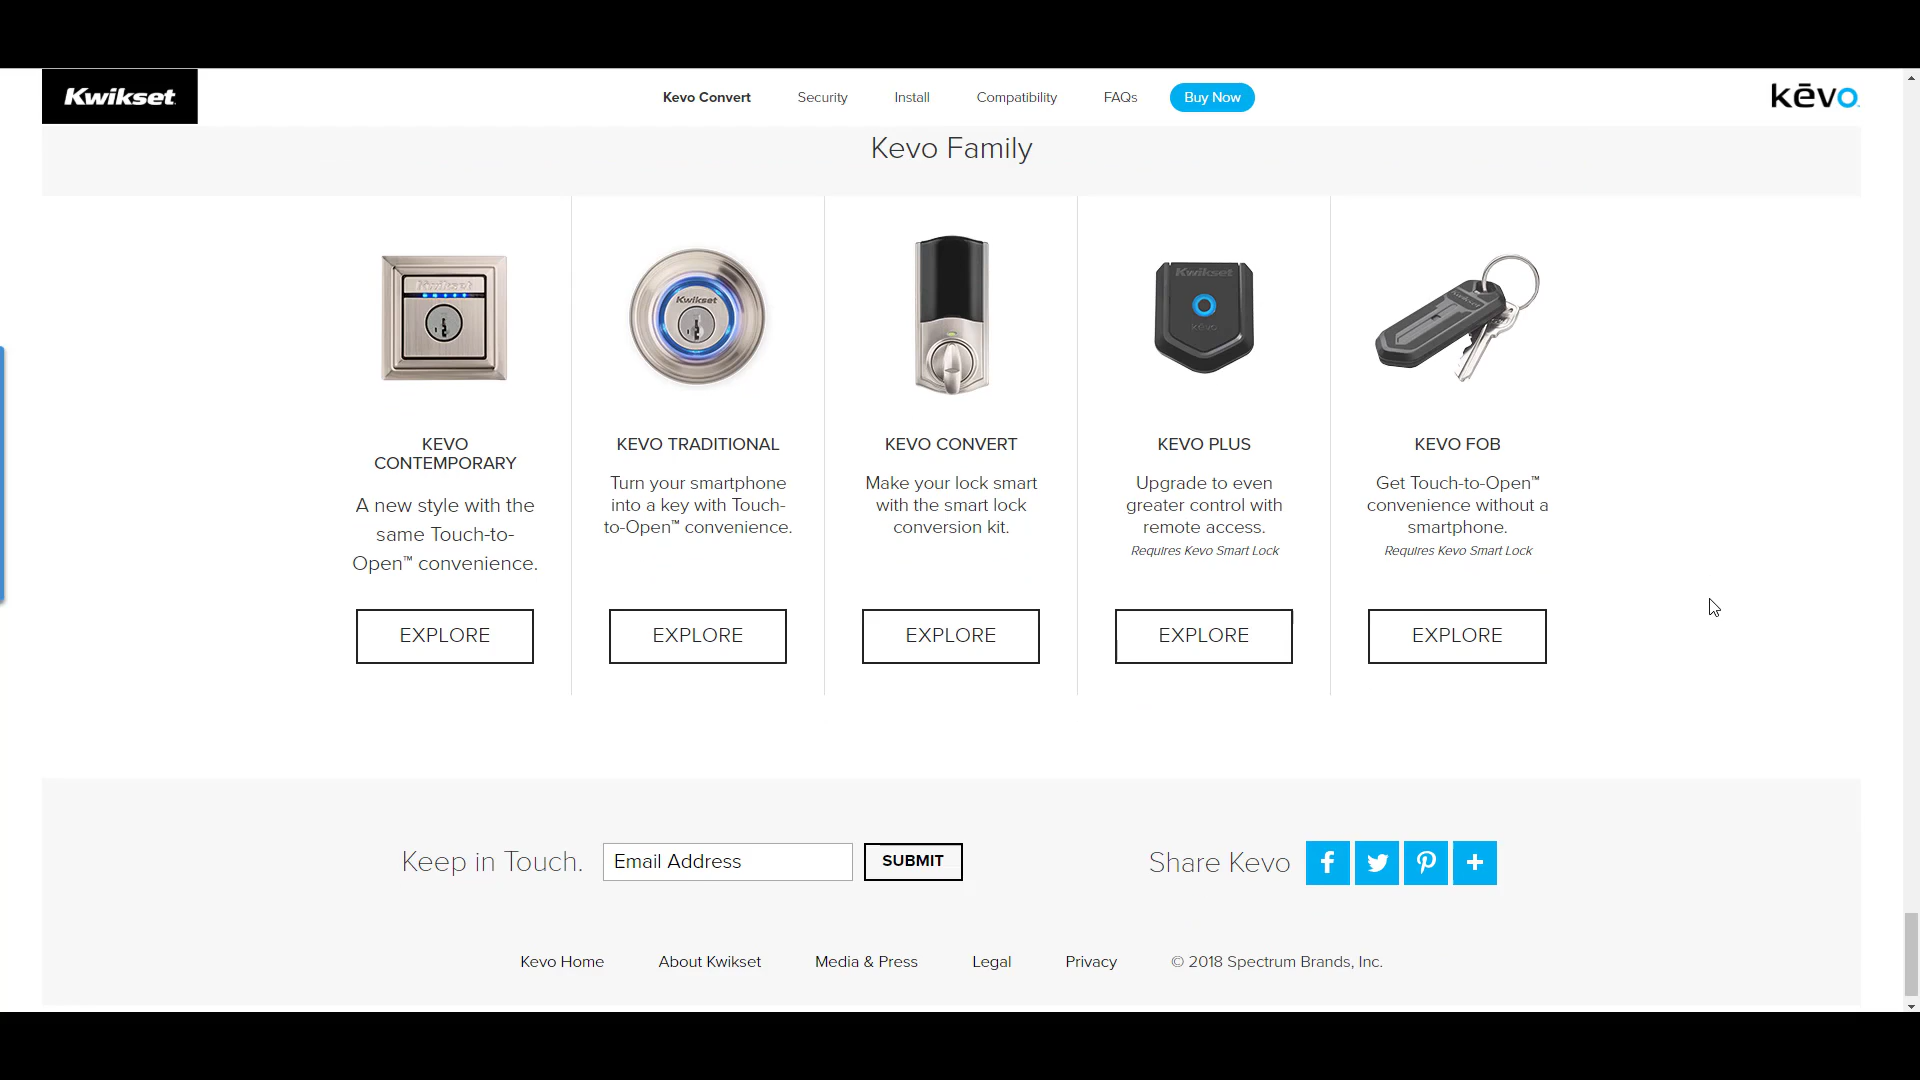 Kwikset
Kevo Convert
Security
Install
Compatibility
FAQs
Buy Now
kēvo
Kevo Family
Kwikset
Kwikset
Kwikset
kēvo
KEVO
CONTEMPORARY
A new style with the
same Touch-to-
Open™ convenience.
EXPLORE
KEVO TRADITIONAL
Turn your smartphone
into a key with Touch-
to-Open™ convenience.
EXPLORE
KEVO CONVERT
Make your lock smart
with the smart lock
conversion kit.
EXPLORE
KEVO PLUS
Upgrade to even
greater control with
remote access.
Requires Kevo Smart Lock
EXPLORE
KEVO FOB
Get Touch-to-Open™
convenience without a
smartphone.
Requires Kevo Smart Lock
EXPLORE
Keep in Touch.
Email Address
SUBMIT
Share Kevo
Kevo Home
About Kwikset
Media & Press
Legal
Privacy
© 2018 Spectrum Brands, Inc.